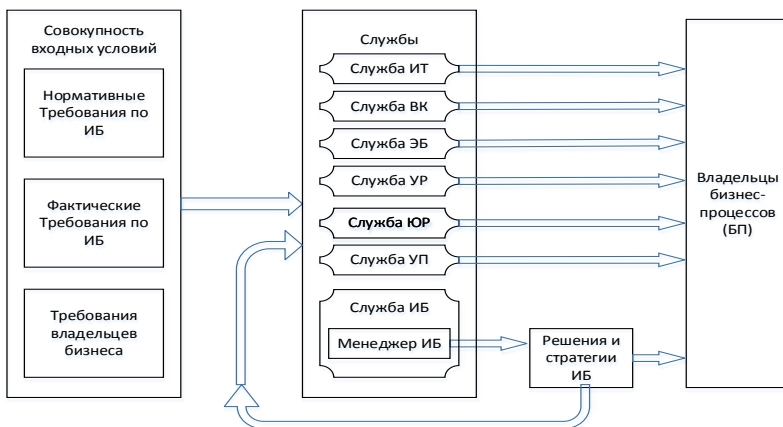 Совокупность
входных условий
Нормативные
Требования по
ИБ
Фактические
Требования по
ИБ
Требования
владельцев
бизнеса
Службы
Служба ИТ
Служба ВК
Служба ЭБ
Служба УР
Служба ЮР
Служба УП
Служба ИБ
Менеджер ИБ
Решения и
стратегии
ИБ
Владельцы
бизнес-
процессов
(БП)